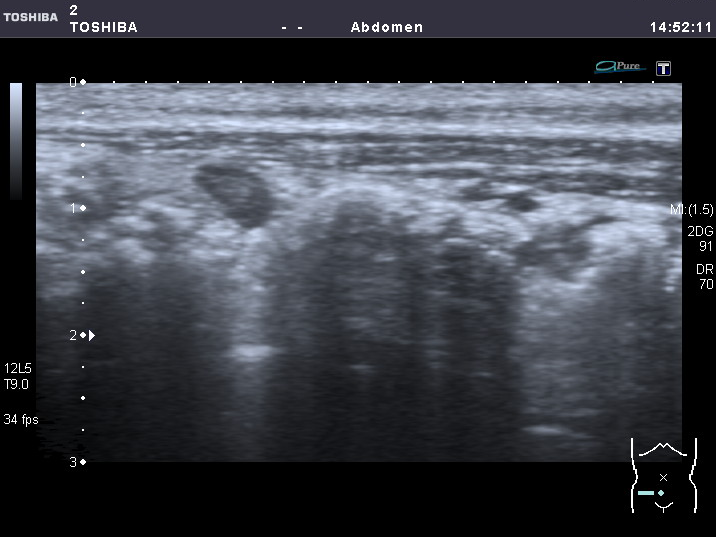 TOSHIBA
2
TOSHIBA
- -
Abdomen
14:52:11
aPure
T
0
1
MI:(1.5)
2DG
91
DR
70
2
12L5
T9.0
34 fps
3